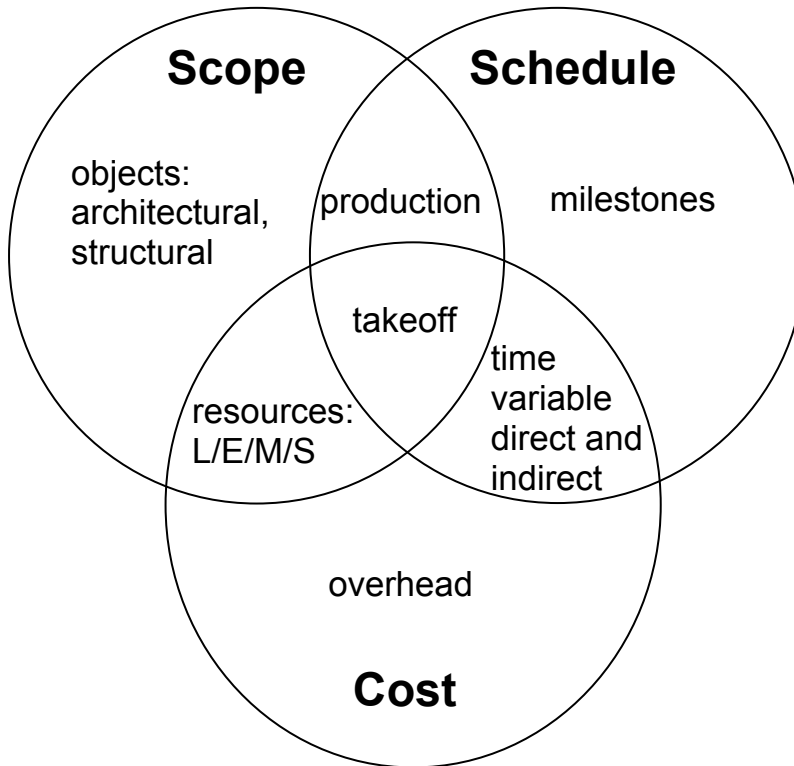 Scope
Schedule
objects:
architectural,
structural
production
milestones
takeoff
time
variable
direct and
indirect
resources:
L/E/M/S
overhead
Cost